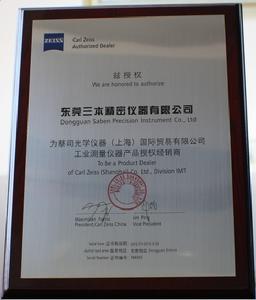 ZEISS
Carl Zeiss
Authorized Dealer
兹授权
We are honored to authorize
东莞三本精密仪器有限公司
Dongguan Saben Precision Instrument Co., Ltd
为蔡司光学仪器（上海）国际贸易有限公司
工业测量仪器产品授权经销商
To be a Product Dealer
of Carl Zeiss (Shanghai) Co., Ltd., Division IMT
President, Carl Zeiss China
Vice President